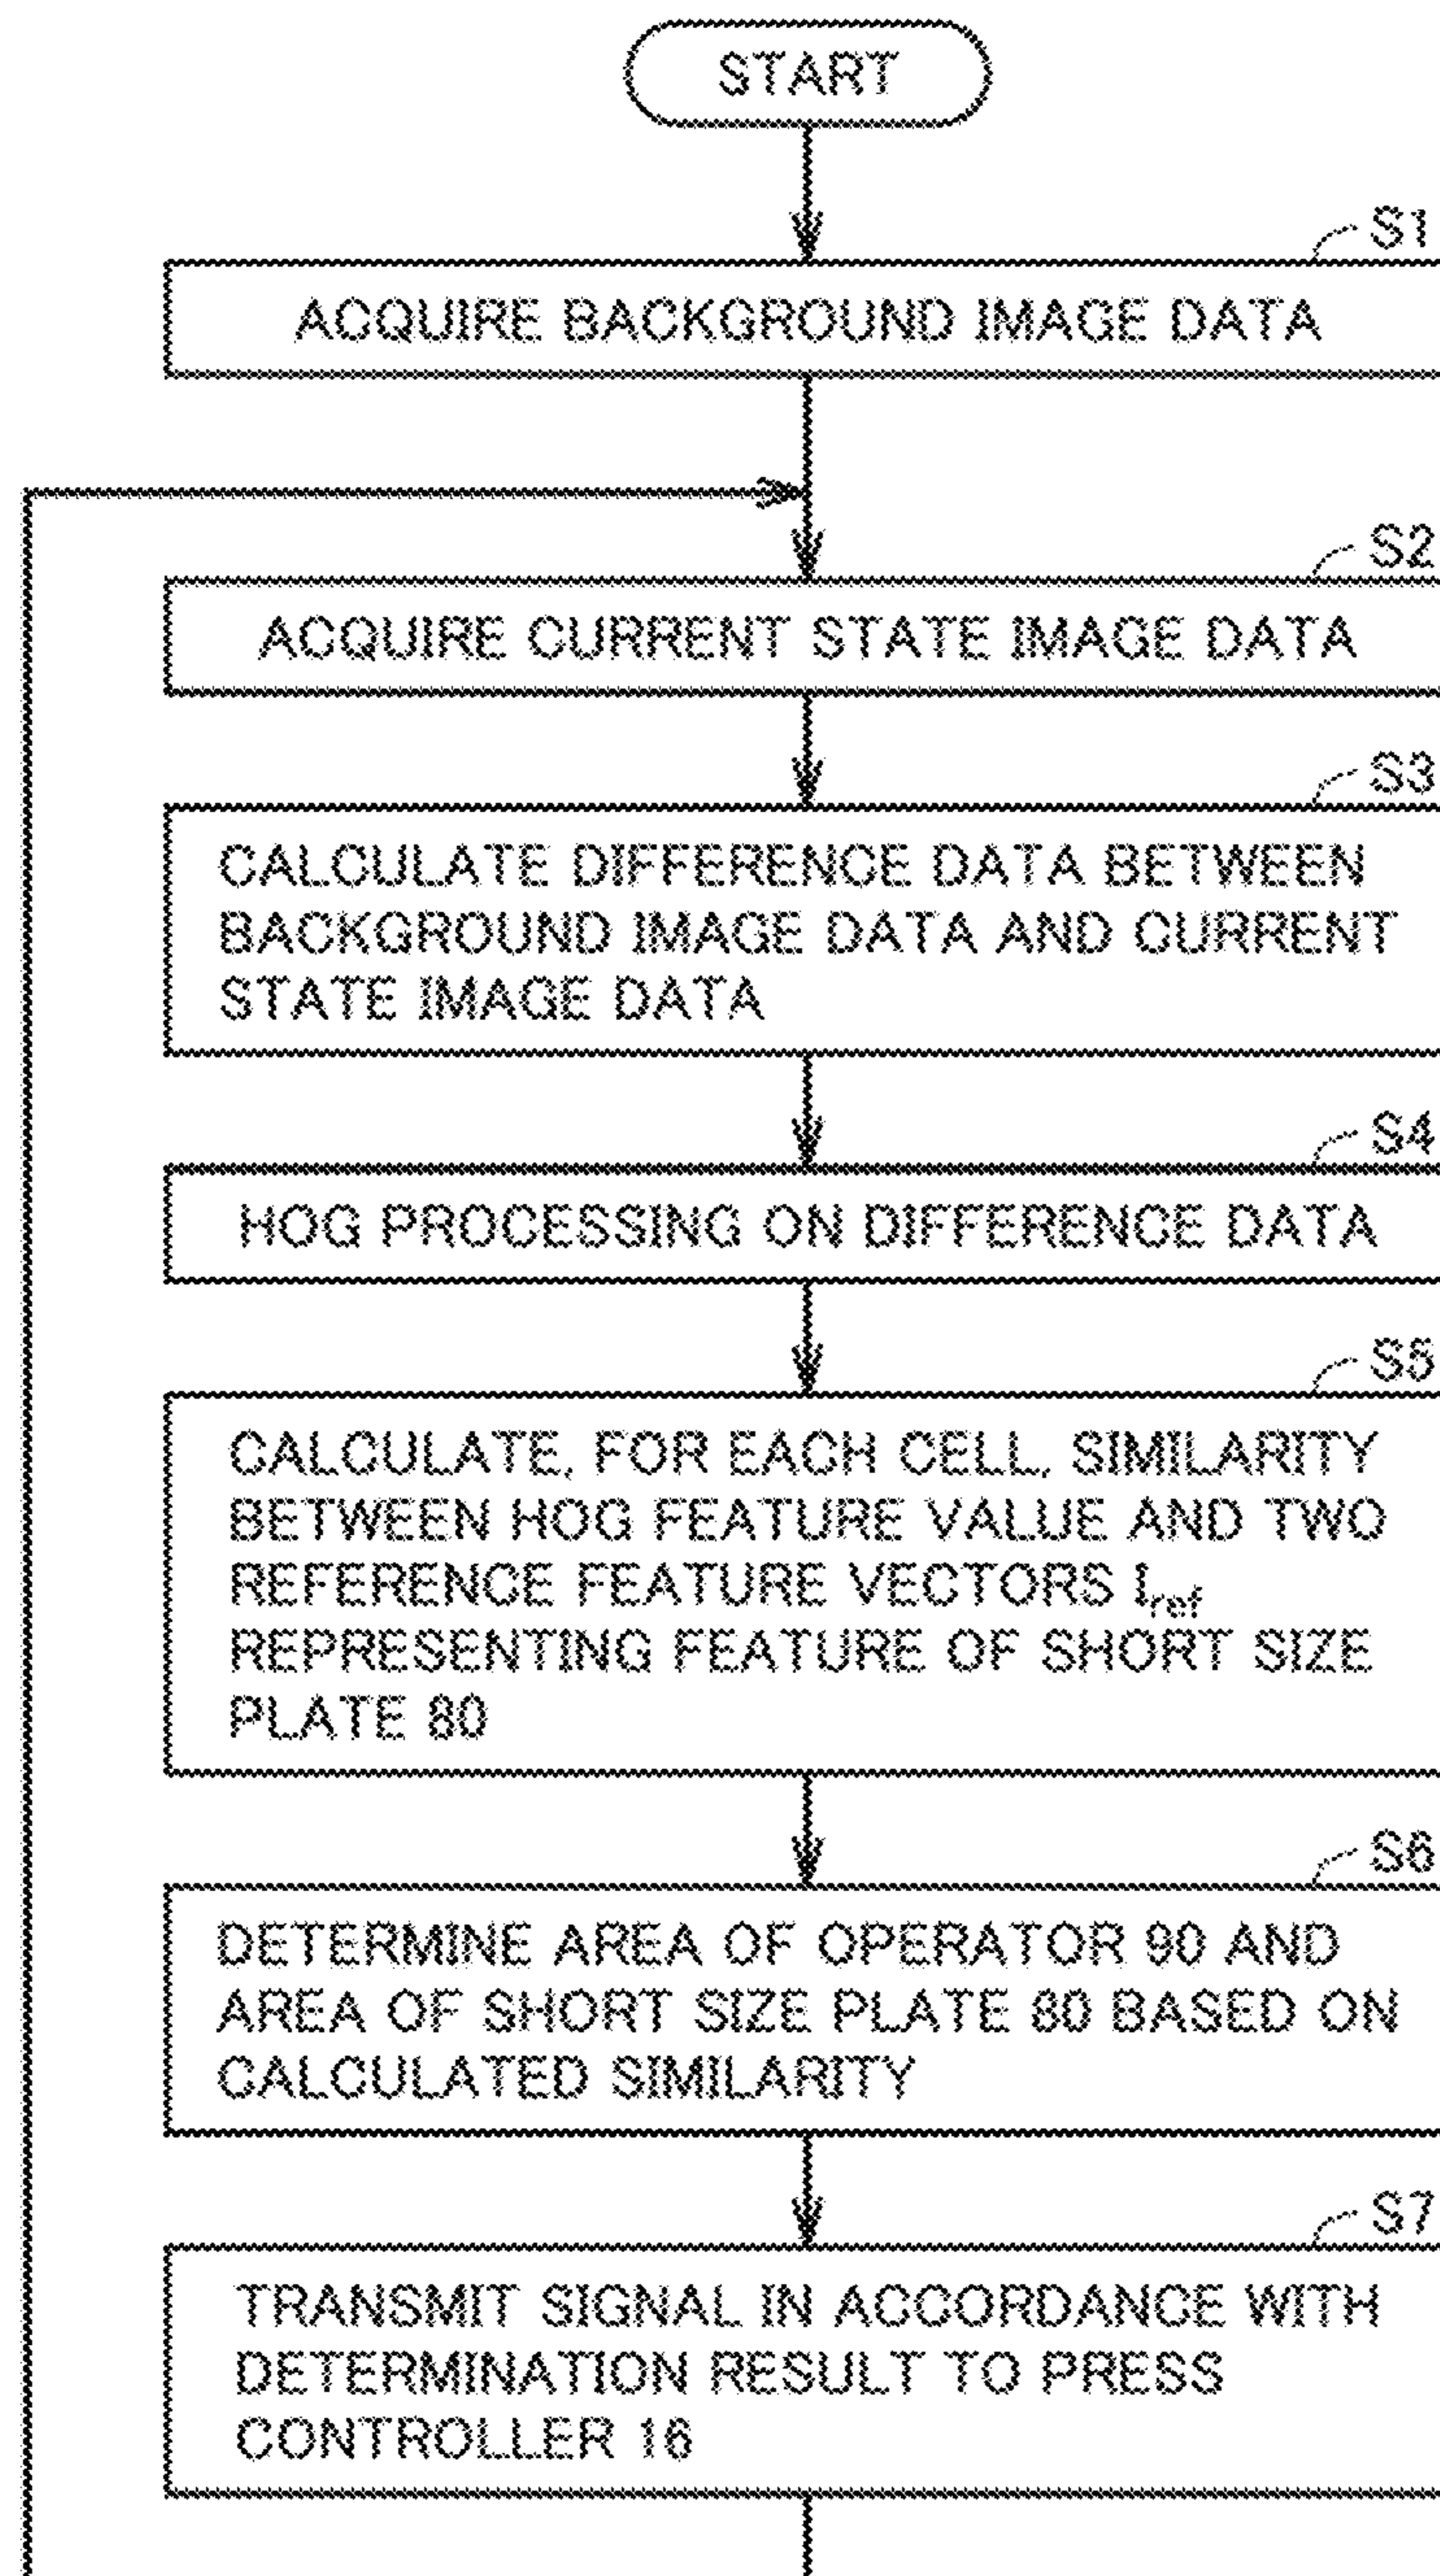 START
S1
ACQUIRE BACKGROUND IMAGE DATA
S2
ACQUIRE CURRENT STATE IMAGE DATA
S3
CALCULATE DIFFERENCE DATA BETWEEN
BACKGROUND IMAGE DATA AND CURRENT
STATE IMAGE DATA
S4
HOG PROCESSING ON DIFFERENCE DATA
S5
CALCULATE, FOR EACH CELL, SIMILARITY
BETWEEN HOG FEATURE VALUE AND TWO
REFERENCE FEATURE VECTORS Iref
REPRESENTING FEATURE OF SHORT SIZE
PLATE 80
S6
DETERMINE AREA OF OPERATOR 90 AND
AREA OF SHORT SIZE PLATE 80 BASED ON
CALCULATED SIMILARITY
S7
TRANSMIT SIGNAL IN ACCORDANCE WITH
DETERMINATION RESULT TO PRESS
CONTROLLER 16